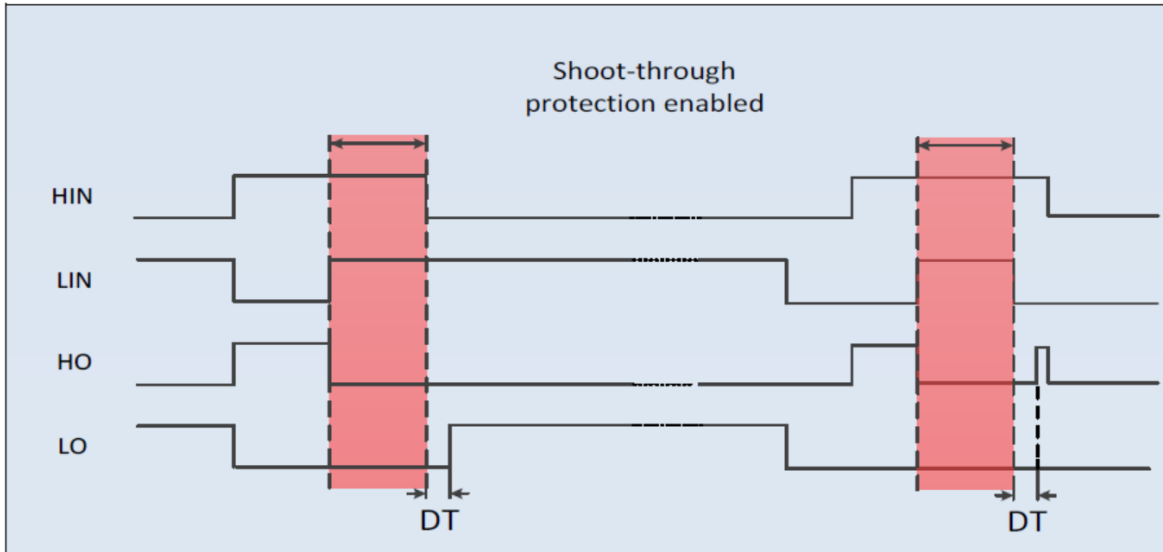 Shoot-through
protection enabled
HIN
LIN
HO
LO
DT
DT